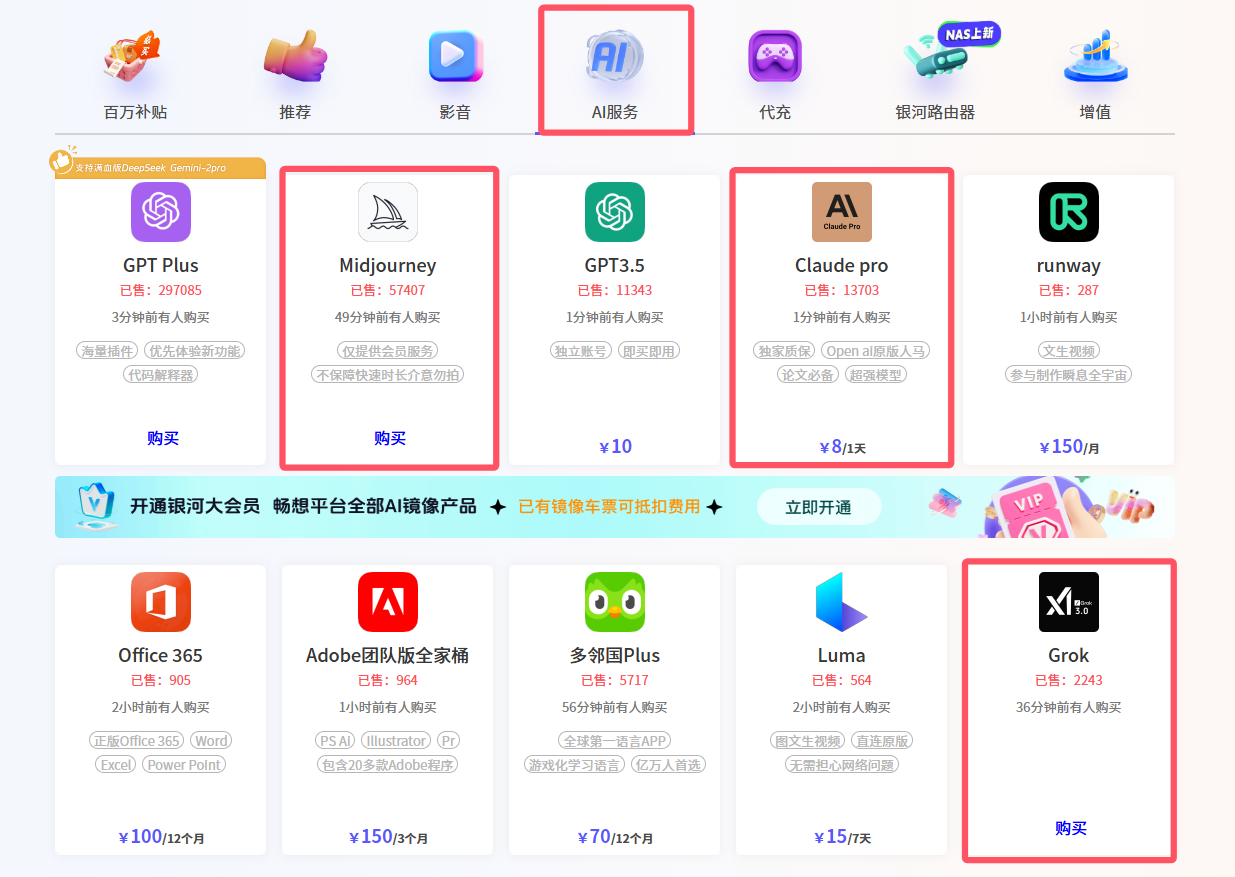 抢买
NAS上新
AI
百万补贴
推荐
影音
AI服务
代充
银河路由器
增值
支持满血版DeepSeek Gemini-2pro
GPT Plus
已售：297085
3分钟前有人购买
海量插件 优先体验新功能
代码解释器
购买
Midjourney
已售：57407
49分钟前有人购买
仅提供会员服务
不保障快速时长介意勿拍
购买
GPT3.5
已售：11343
1分钟前有人购买
独立账号 即买即用
￥10
AI
Claude Pro
Claude pro
已售：13703
1分钟前有人购买
独家质保 Open ai原版人马
论文必备 超强模型
￥8/1天
runway
已售：287
1小时前有人购买
文生视频
参与制作瞬息全宇宙
￥150/月
开通银河大会员 畅想平台全部AI镜像产品 已有镜像车票可抵扣费用 立即开通
VIP
Vip
Office 365
已售：905
2小时前有人购买
正版Office 365 Word
Excel Power Point
￥100/12个月
Adobe团队版全家桶
已售：964
1小时前有人购买
PS AI Illustrator Pr
包含20多款Adobe程序
￥150/3个月
多邻国Plus
已售：5717
56分钟前有人购买
全球第一语言APP
游戏化学习语言 亿万人首选
￥70/12个月
Luma
已售：564
2小时前有人购买
图文生视频 直连原版
无需担心网络问题
￥15/7天
xAI Grok
3.0
Grok
已售：2243
36分钟前有人购买
购买